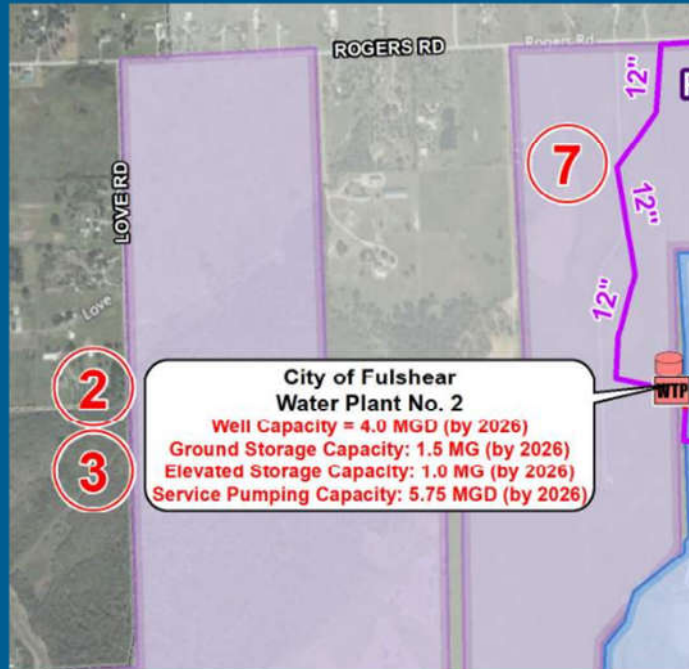 ROGERS RD
Rogers Rd
12"
7
LOVE RD
12"
Love
12"
2
City of Fulshear
Water Plant No. 2
Well Capacity = 4.0 MGD (by 2026)
Ground Storage Capacity: 1.5 MG (by 2026)
Elevated Storage Capacity: 1.0 MG (by 2026)
Service Pumping Capacity: 5.75 MGD (by 2026)
WTP
3